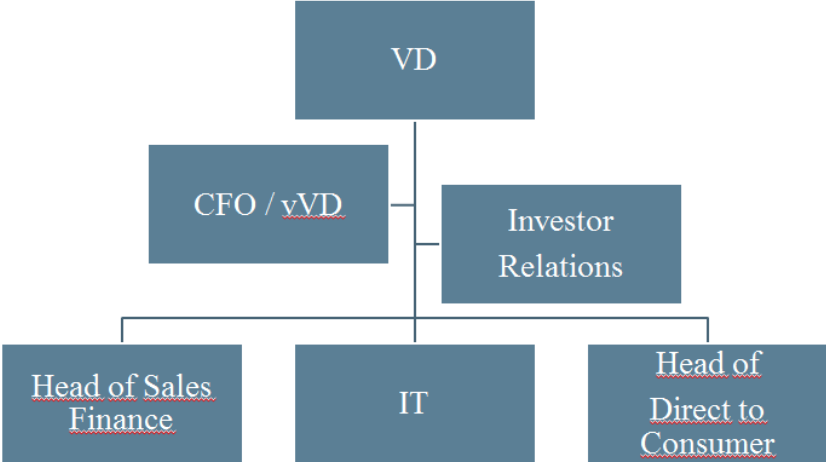 VD
CFO / vVD
Investor
Relations
Head of Sales
Finance
IT
Head of
Direct to
Consumer